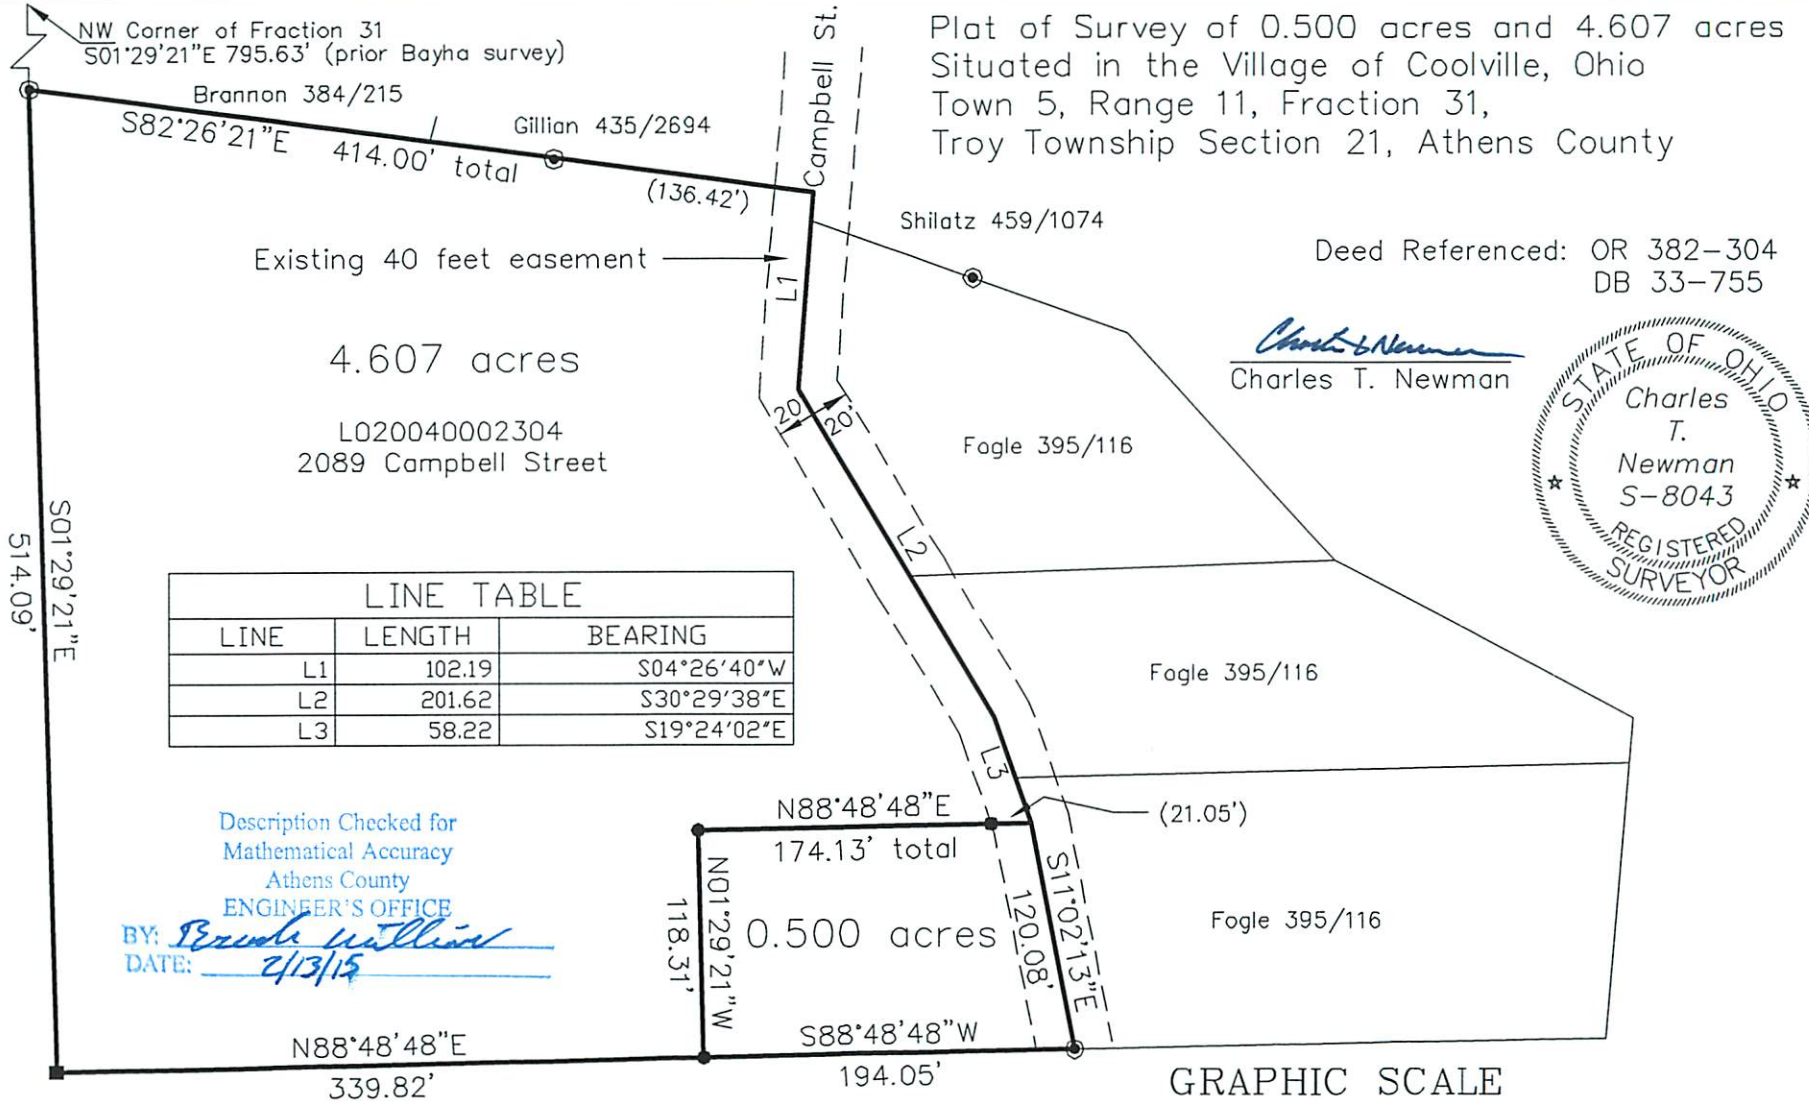 NW Corner of Fraction 31
S01°29'21"E 795.63' (prior Bayha survey)
Plat of Survey of 0.500 acres and 4.607 acres
Situated in the Village of Coolville, Ohio
Town 5, Range 11, Fraction 31,
Troy Township Section 21, Athens County
Campbell St.
Brannon 384/215
S82°26'21"E 414.00' total
Gillian 435/2694
(136.42')
Shilatz 459/1074
Existing 40 feet easement
L1
Deed Referenced: OR 382-304
DB 33-755
Charles T. Newman
STATE OF OHIO
Charles
T.
Newman
S-8043
REGISTERED
SURVEYOR
4.607 acres
L020040002304
2089 Campbell Street
20'
20'
Fogle 395/116
L2
S01°29'21"E
514.09'
LINE TABLE
LINE LENGTH BEARING
L1 102.19 S04°26'40"W
L2 201.62 S30°29'38"E
L3 58.22 S19°24'02"E
Fogle 395/116
L3
Description Checked for
Mathematical Accuracy
Athens County
ENGINEER'S OFFICE
BY:
DATE: 2/13/15
N88°48'48"E
174.13' total
(21.05')
N01°29'21"W
118.31'
0.500 acres
S11°02'13"E
120.08'
Fogle 395/116
N88°48'48"E
339.82'
S88°48'48"W
194.05'
GRAPHIC SCALE